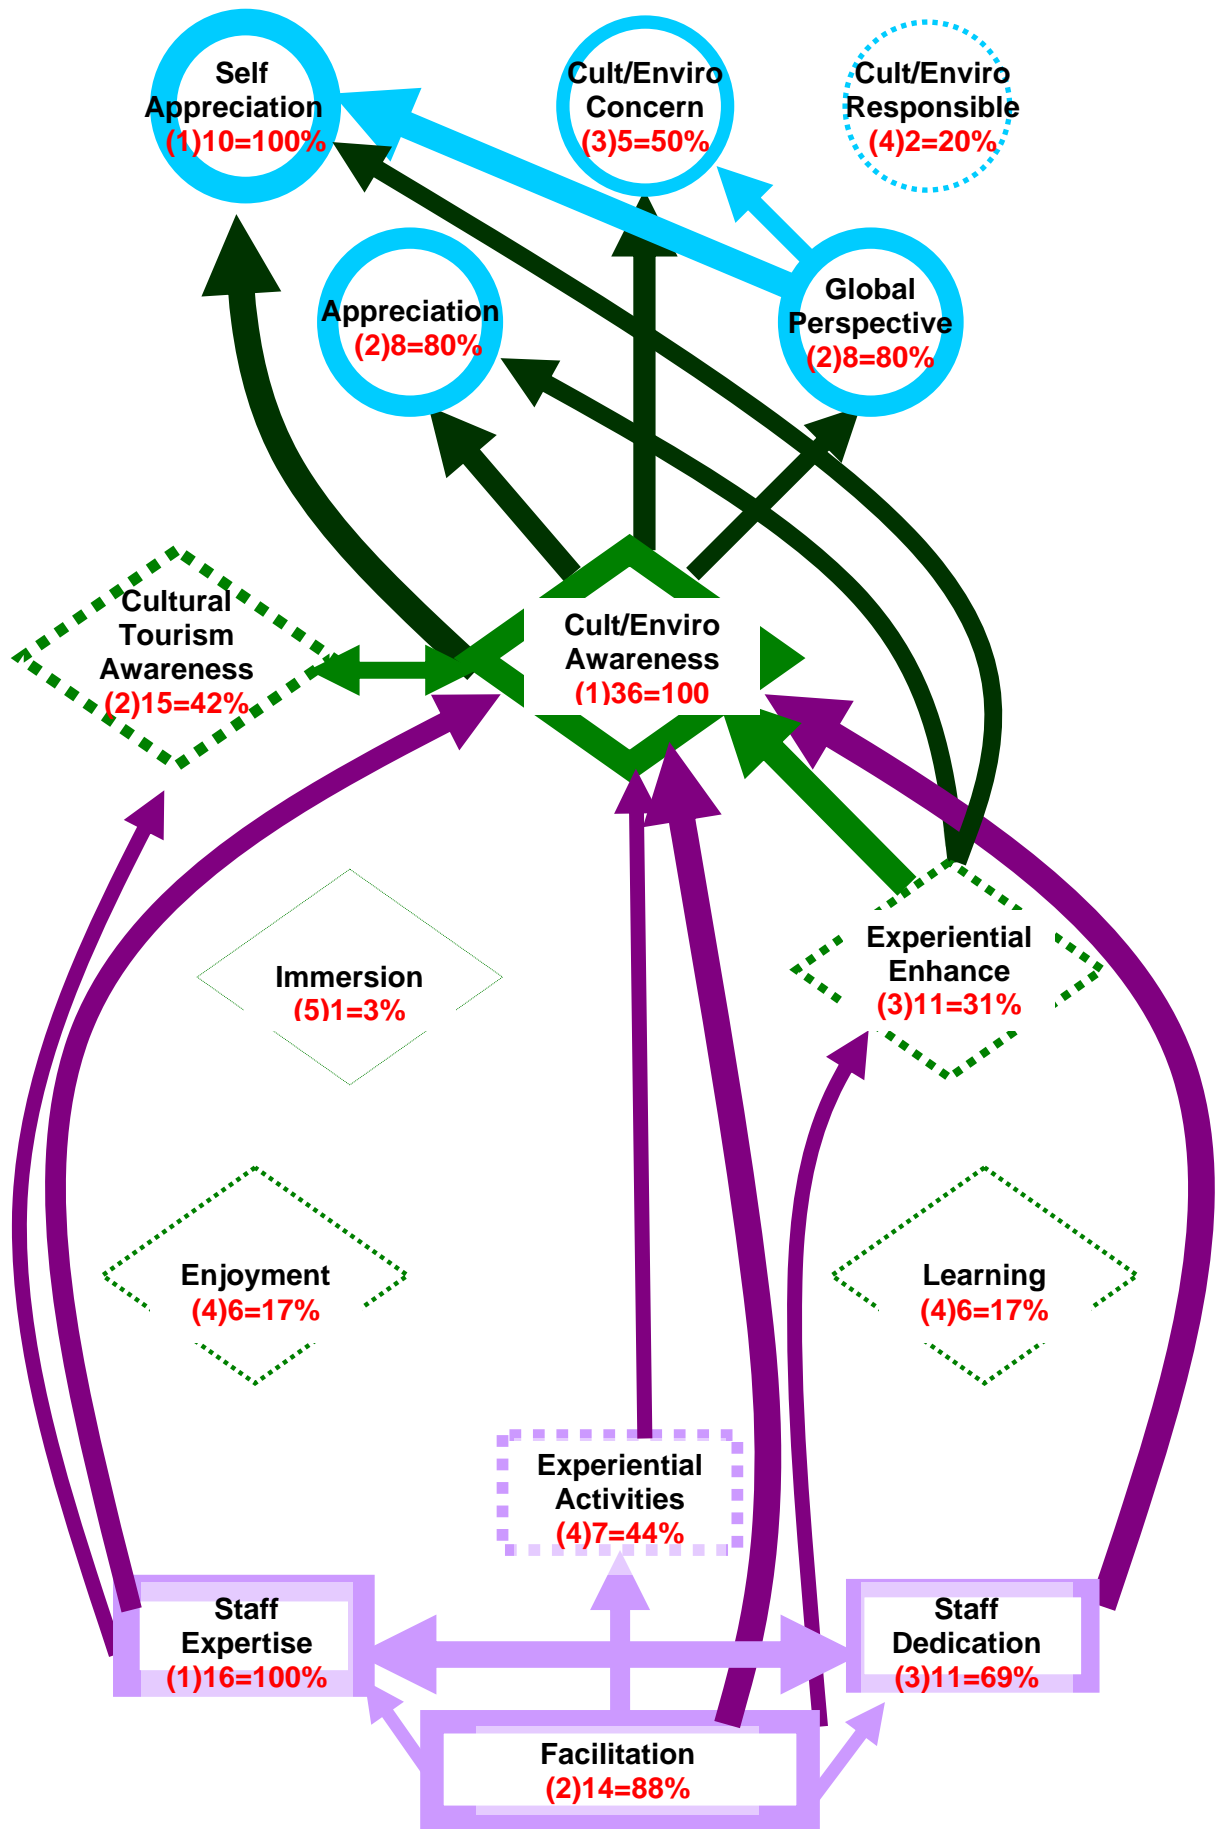 Self
Appreciation
(1)10=100%
Cult/Enviro
Concern
(3)5=50%
Cult/Enviro
Responsible
(4)2=20%
Appreciation
(2)8=80%
Global
Perspective
(2)8=80%
Cultural
Tourism
Awareness
(2)15=42%
Cult/Enviro
Awareness
(1)36=100
Immersion
(5)1=3%
Experiential
Enhance
(3)11=31%
Enjoyment
(4)6=17%
Learning
(4)6=17%
Experiential
Activities
(4)7=44%
Staff
Expertise
(1)16=100%
Staff
Dedication
(3)11=69%
Facilitation
(2)14=88%